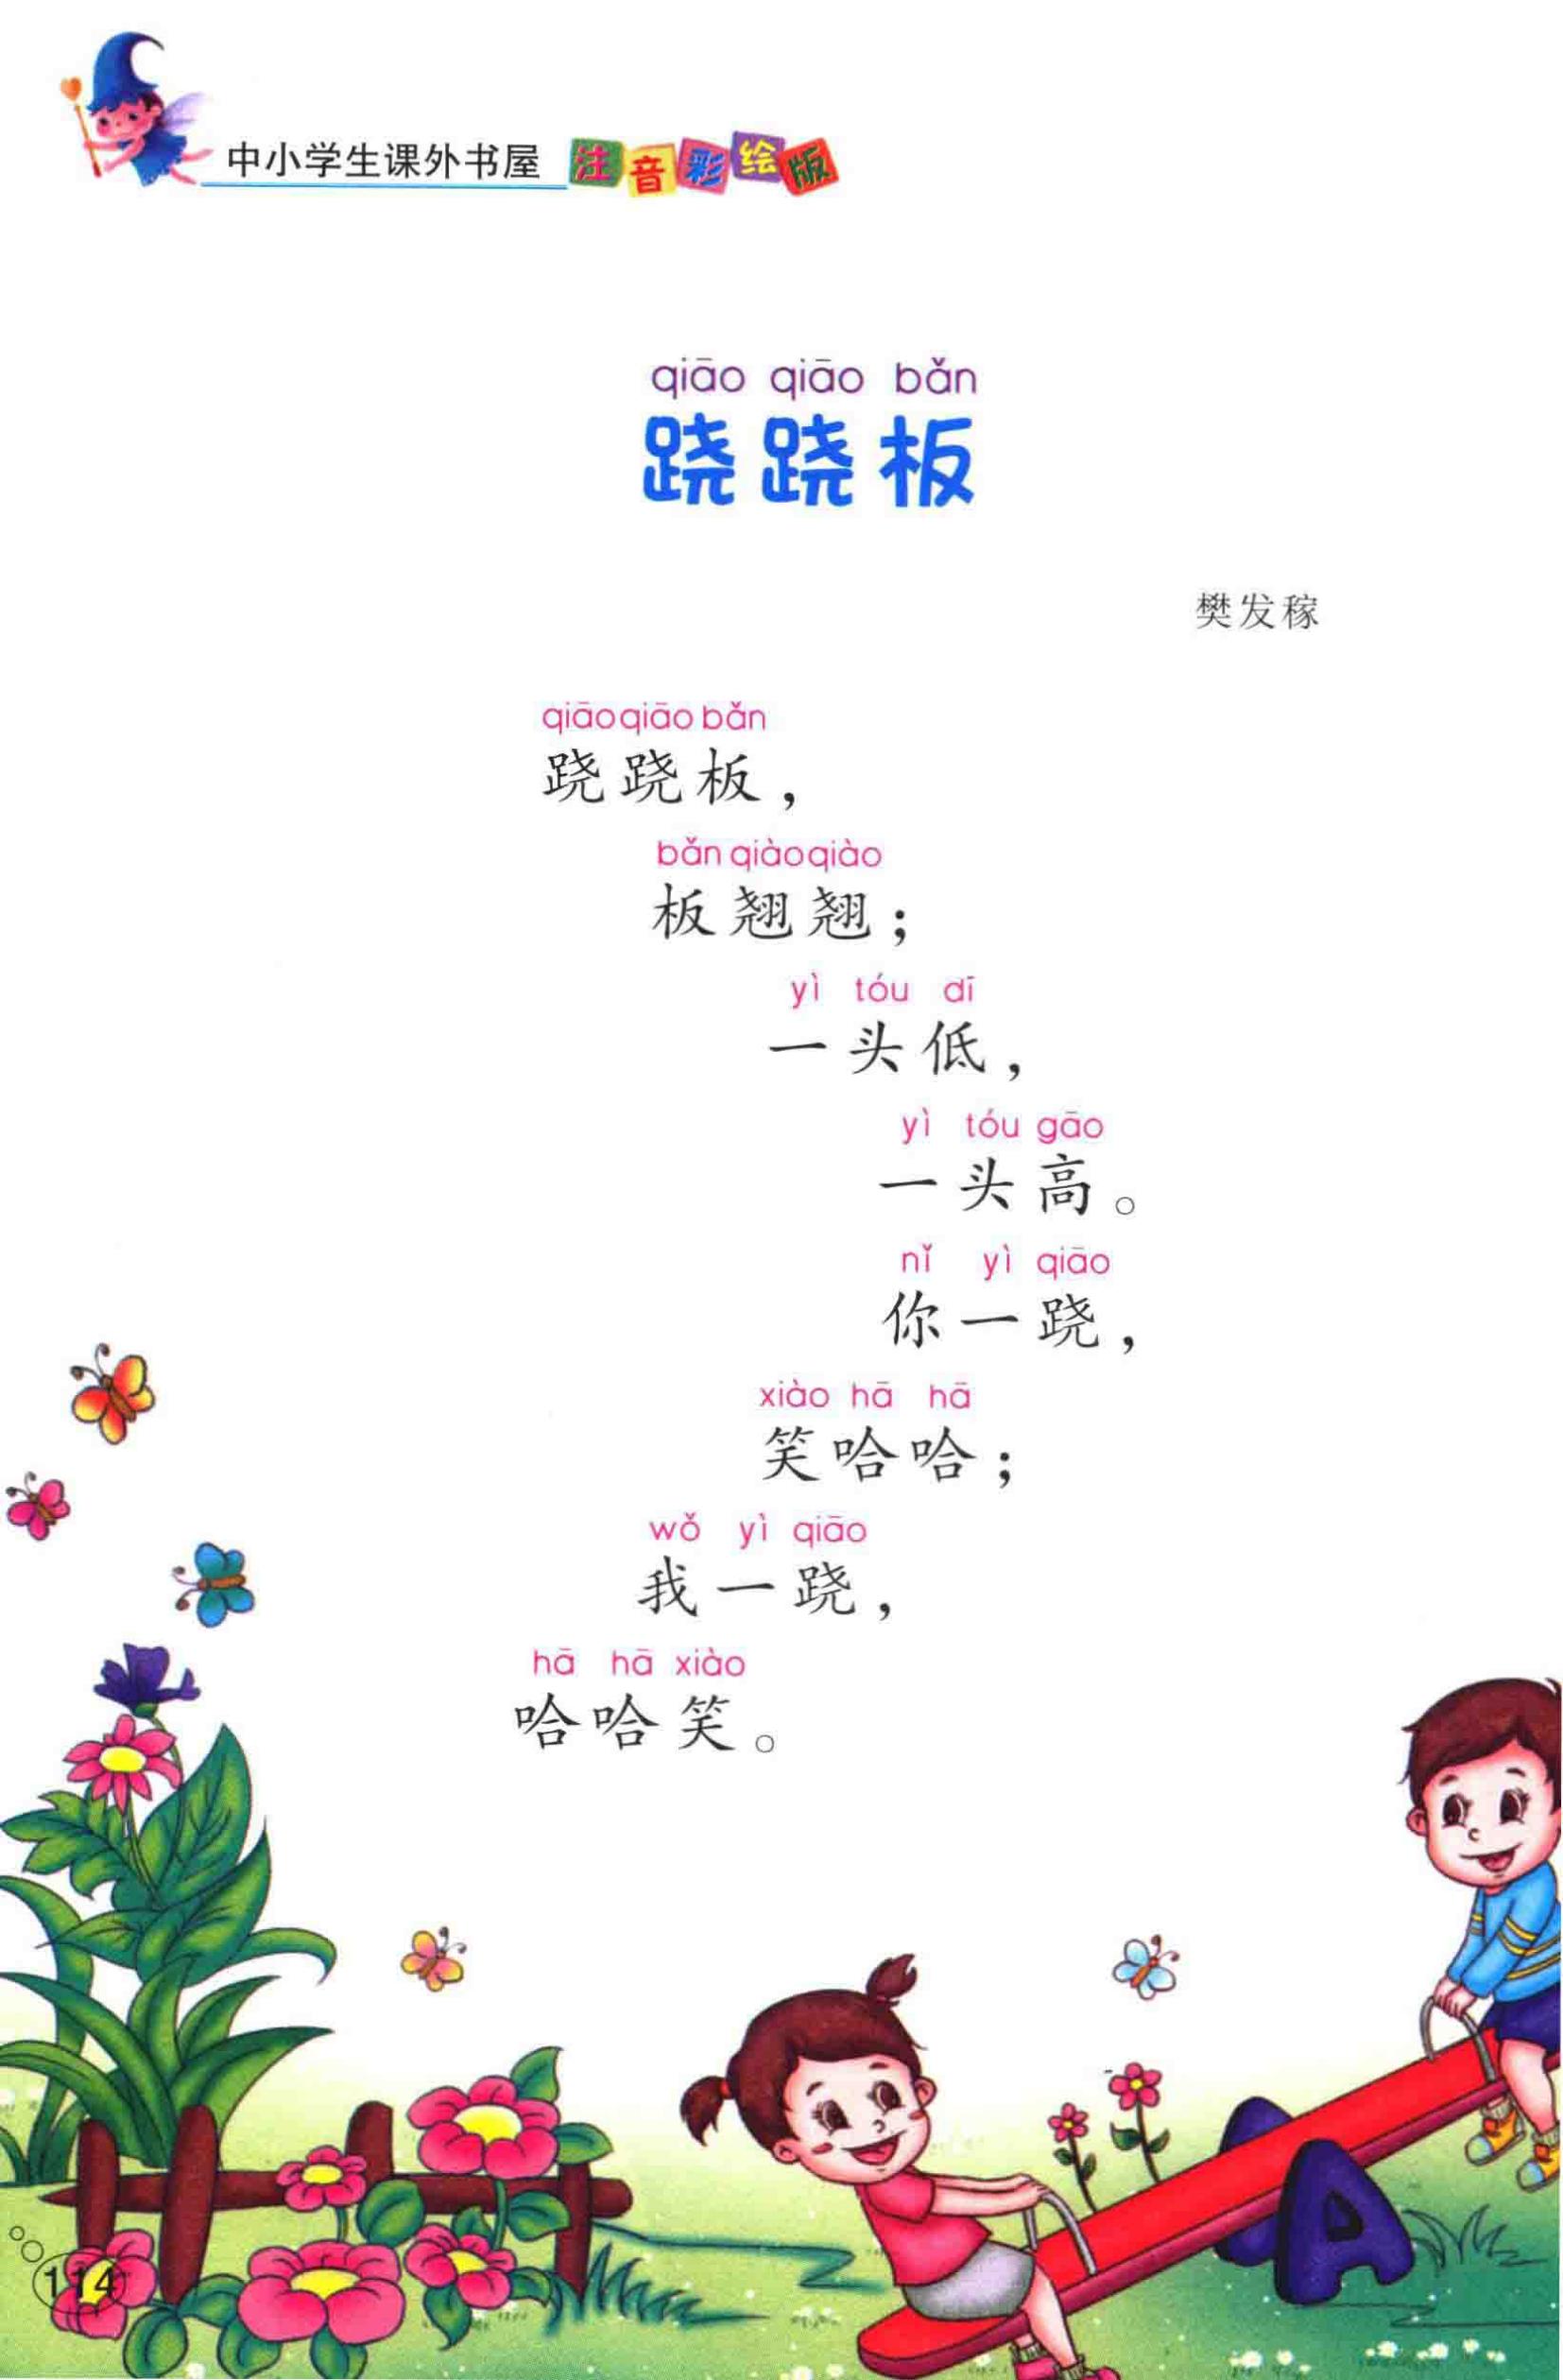 中小学生课外书屋 注音彩绘版
qiāo qiāo bǎn
跷跷板
樊发稼
qiāo qiāo bǎn
跷跷板，
bǎn qiào qiào
板翘翘；
yì tóu dī
一头低，
yì tóu gāo
一头高。
nǐ yì qiāo
你一跷，
xiào hā hā
笑哈哈；
wǒ yì qiāo
我一跷，
hā hā xiào
哈哈笑。
A
114